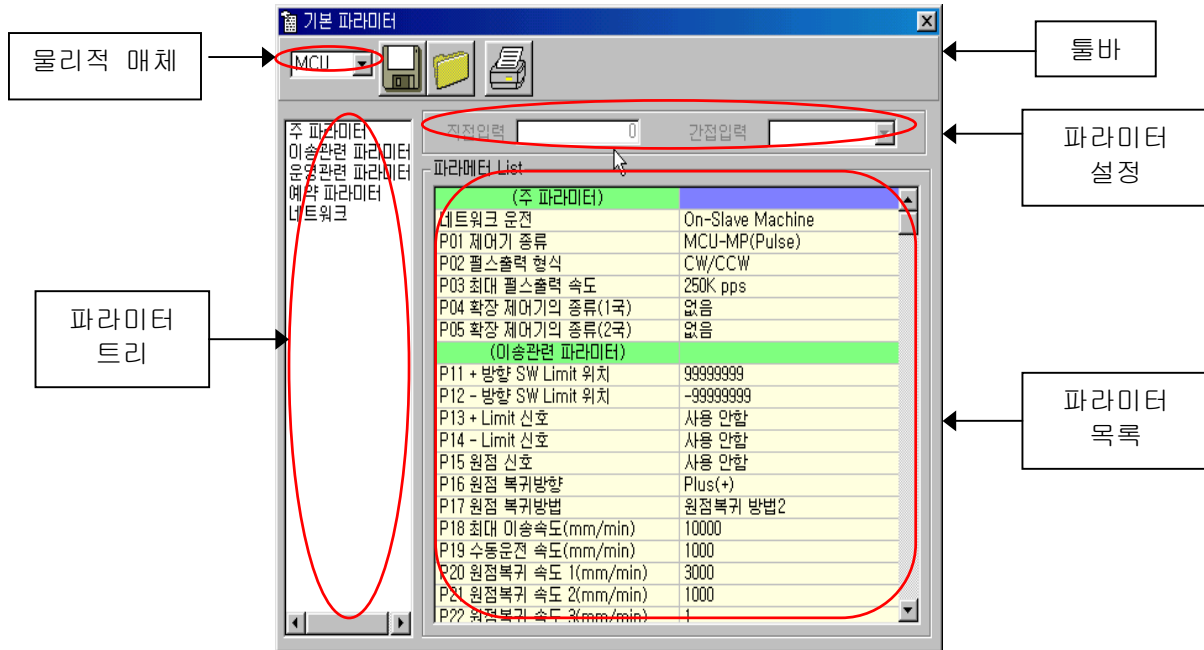 기본 파라미터
물리적 매체
MCU
툴바
직접입력 0 간접입력
파라미터
설정
주 파라미터
이송관련 파라미터
운영관련 파라미터
예약 파라미터
네트워크
파라미터
트리
파라메터 List
(주 파라미터)
네트워크 운전 On-Slave Machine
P01 제어기 종류 MCU-MP(Pulse)
P02 펄스출력 형식 CW/CCW
P03 최대 펄스출력 속도 250K pps
P04 확장 제어기의 종류(1국) 없음
P05 확장 제어기의 종류(2국) 없음
(이송관련 파라미터)
P11 + 방향 SW Limit 위치 99999999
P12 - 방향 SW Limit 위치 -99999999
P13 + Limit 신호 사용 안함
P14 - Limit 신호 사용 안함
P15 원점 신호 사용 안함
P16 원점 복귀방향 Plus(+)
P17 원점 복귀방법 원점복귀 방법2
P18 최대 이송속도(mm/min) 10000
P19 수동운전 속도(mm/min) 1000
P20 원점복귀 속도 1(mm/min) 3000
P21 원점복귀 속도 2(mm/min) 1000
P22 원점복귀 속도 3(mm/min) 1
파라미터
목록